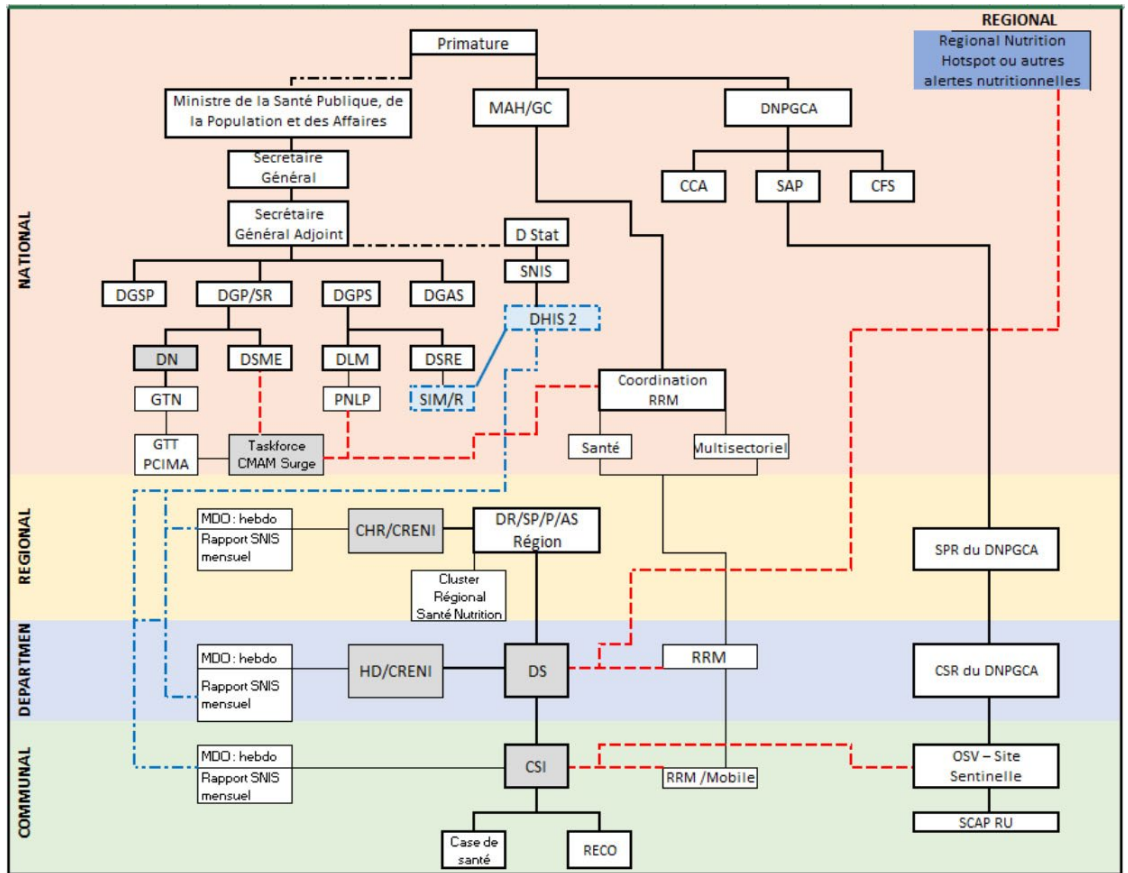 REGIONAL
Regional Nutrition
Hotspot ou autres
alertes nutritionnelles
Primature
Ministre de la Santé Publique, de
la Population et des Affaires
MAH/GC
DNPGCA
Secretaire
Général
CCA
SAP
CFS
Secrétaire
Général Adjoint
D Stat
SNIS
NATIONAL
DGSP
DGP/SR
DGPS
DGAS
DHIS 2
DN
DSME
DLM
DSRE
GTN
PNLP
SIM/R
Coordination
RRM
GTT
PCIMA
Taskforce
CMAM Surge
Santé
Multisectoriel
REGIONAL
MDO : hebdo
Rapport SNIS
mensuel
CHR/CRENI
DR/SP/P/AS
Région
Cluster
Régional
Santé Nutrition
SPR du DNPGCA
DEPARTMEN
MDO : hebdo
Rapport SNIS
mensuel
HD/CRENI
DS
RRM
CSR du DNPGCA
COMMUNAL
MDO : hebdo
Rapport SNIS
mensuel
CSI
RRM /Mobile
OSV – Site
Sentinelle
SCAP RU
Case de
santé
RECO